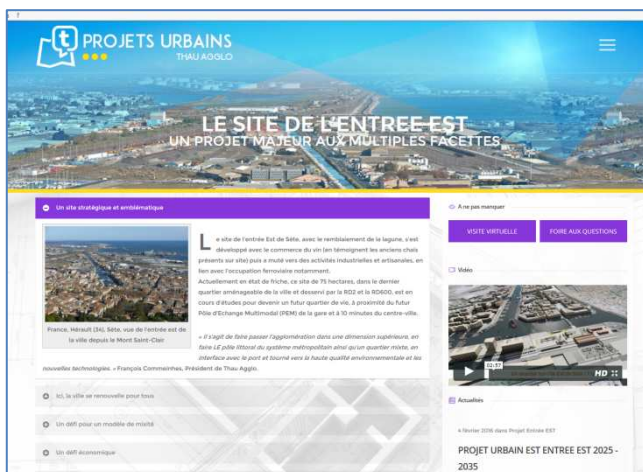 t PROJETS URBAINS
THAU AGGLO
LE SITE DE L'ENTREE EST
UN PROJET MAJEUR AUX MULTIPLES FACETTES
Un site stratégique et emblématique
France, Hérault (34), Sète, vue de l'entrée est de
la ville depuis le Mont Saint-Clair
Le site de l'entrée Est de Sète, avec le remblaiement de la lagune, s'est
développé avec le commerce du vin (en témoignent les anciens chais
présents sur site) puis a muté vers des activités industrielles et artisanales, en
lien avec l'occupation ferroviaire notamment.
Actuellement en état de friche, ce site de 75 hectares, dans le dernier
quartier aménageable de la ville et desservi par la RD2 et la RD600, est en
cours d'études pour devenir un futur quartier de vie, à proximité du futur
Pôle d'Echange Multimodal (PEM) de la gare et à 10 minutes du centre-ville.
« Il s'agit de faire passer l'agglomération dans une dimension supérieure, en
faire LE pôle littoral du système métropolitain ainsi qu'un quartier mixte, en
interface avec le port et tourné vers la haute qualité environnementale et les
nouvelles technologies. » François Commeinhes, Président de Thau Agglo.
Ici, la ville se renouvelle pour tous
Un défi pour un modèle de mixité
Un défi économique
A ne pas manquer
VISITE VIRTUELLE
FOIRE AUX QUESTIONS
Vidéo
02:37
HD
Actualités
4 février 2016 dans Projet Entrée EST
PROJET URBAIN EST ENTREE EST 2025 -
2035